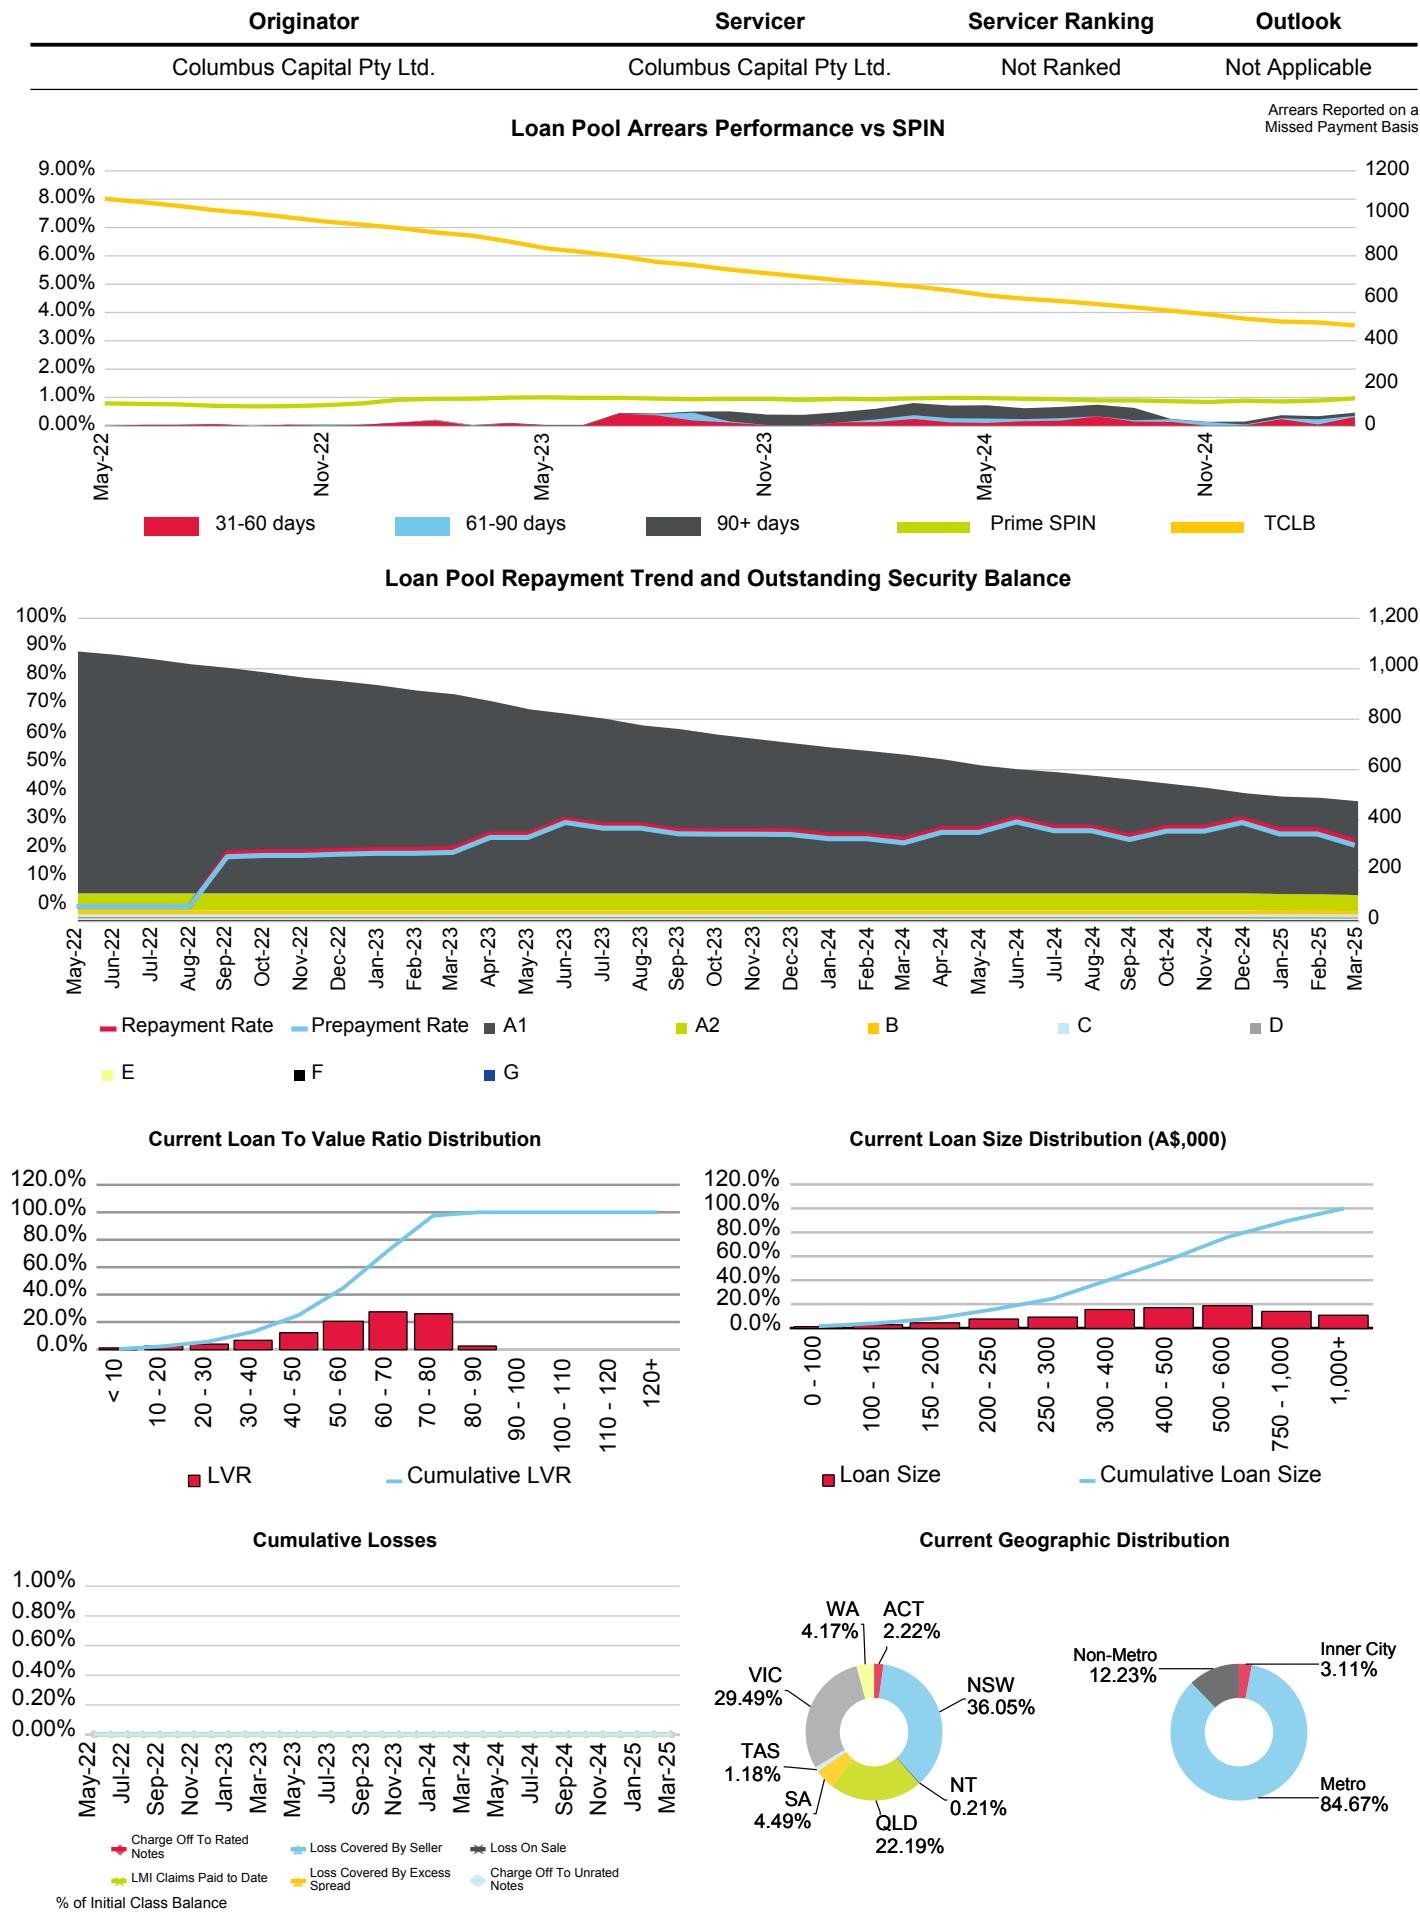 Originator Servicer Servicer Ranking Outlook
Columbus Capital Pty Ltd. Columbus Capital Pty Ltd. Not Ranked Not Applicable
Arrears Reported on a
Missed Payment Basis
Loan Pool Arrears Performance vs SPIN
9.00%
8.00%
7.00%
6.00%
5.00%
4.00%
3.00%
2.00%
1.00%
0.00%
1200
1000
800
600
400
200
0
May-22 Nov-22 May-23 Nov-23 May-24 Nov-24
31-60 days 61-90 days 90+ days Prime SPIN TCLB
Loan Pool Repayment Trend and Outstanding Security Balance
100%
90%
80%
70%
60%
50%
40%
30%
20%
10%
0%
1,200
1,000
800
600
400
200
0
May-22 Jun-22 Jul-22 Aug-22 Sep-22 Oct-22 Nov-22 Dec-22 Jan-23 Feb-23 Mar-23 Apr-23 May-23 Jun-23 Jul-23 Aug-23 Sep-23 Oct-23 Nov-23 Dec-23 Jan-24 Feb-24 Mar-24 Apr-24 May-24 Jun-24 Jul-24 Aug-24 Sep-24 Oct-24 Nov-24 Dec-24 Jan-25 Feb-25 Mar-25
Repayment Rate Prepayment Rate A1 A2 B C D
E F G
Current Loan To Value Ratio Distribution
120.0%
100.0%
80.0%
60.0%
40.0%
20.0%
0.0%
< 10 10 - 20 20 - 30 30 - 40 40 - 50 50 - 60 60 - 70 70 - 80 80 - 90 90 - 100 100 - 110 110 - 120 120+
LVR Cumulative LVR
Current Loan Size Distribution (A$,000)
120.0%
100.0%
80.0%
60.0%
40.0%
20.0%
0.0%
0 - 100 100 - 150 150 - 200 200 - 250 250 - 300 300 - 400 400 - 500 500 - 600 750 - 1,000 1,000+
Loan Size Cumulative Loan Size
Cumulative Losses
1.00%
0.80%
0.60%
0.40%
0.20%
0.00%
May-22 Jul-22 Sep-22 Nov-22 Jan-23 Mar-23 May-23 Jul-23 Sep-23 Nov-23 Jan-24 Mar-24 May-24 Jul-24 Sep-24 Nov-24 Jan-25 Mar-25
Charge Off To Rated
Notes
Loss Covered By Seller
Loss On Sale
LMI Claims Paid to Date
Loss Covered By Excess
Spread
Charge Off To Unrated
Notes
% of Initial Class Balance
Current Geographic Distribution
WA
4.17%
ACT
2.22%
VIC
29.49%
NSW
36.05%
TAS
1.18%
SA
4.49%
QLD
22.19%
NT
0.21%
Non-Metro
12.23%
Inner City
3.11%
Metro
84.67%